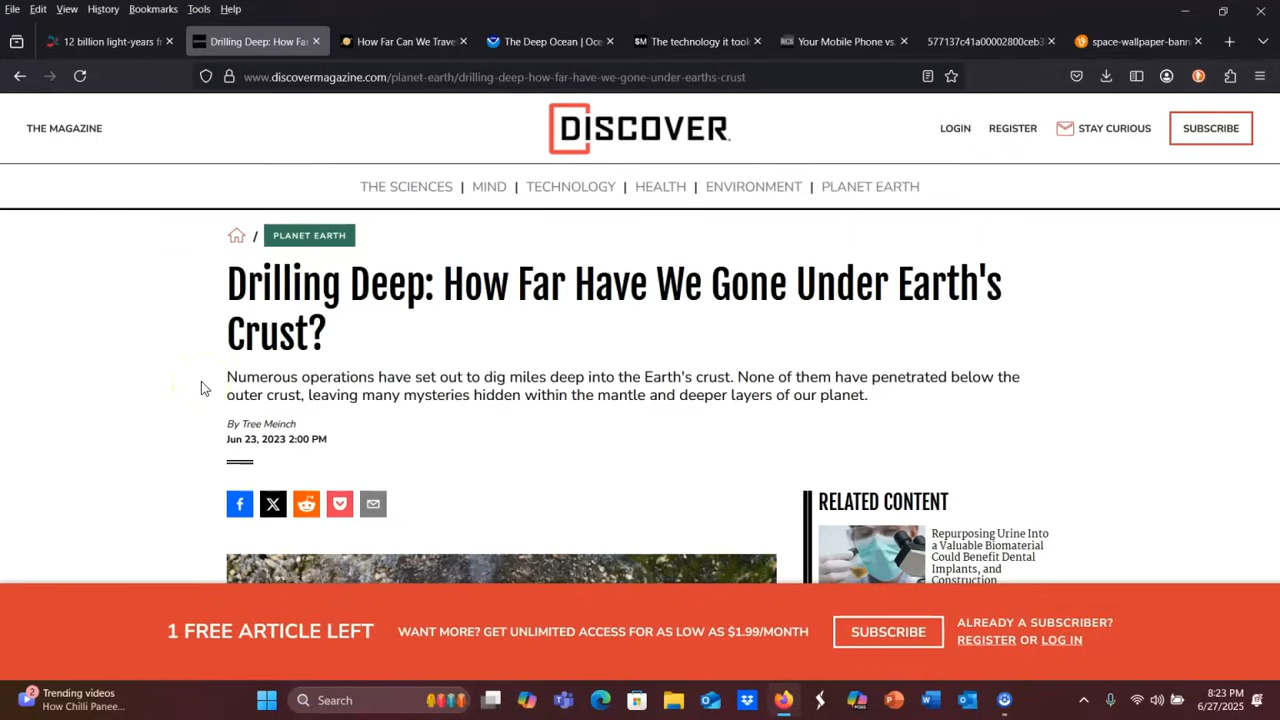 File Edit View History Bookmarks Tools Help
12 billion light-years fr
Drilling Deep: How Far
How Far Can We Trave
The Deep Ocean | Oce
The technology it took
Your Mobile Phone vs.
577137c41a00002800ceb3
space-wallpaper-bann
www.discovermagazine.com/planet-earth/drilling-deep-how-far-have-we-gone-under-earths-crust
THE MAGAZINE
DISCOVER
LOGIN REGISTER STAY CURIOUS SUBSCRIBE
THE SCIENCES | MIND | TECHNOLOGY | HEALTH | ENVIRONMENT | PLANET EARTH
/ PLANET EARTH
Drilling Deep: How Far Have We Gone Under Earth's
Crust?
Numerous operations have set out to dig miles deep into the Earth's crust. None of them have penetrated below the
outer crust, leaving many mysteries hidden within the mantle and deeper layers of our planet.
By Tree Meinch
Jun 23, 2023 2:00 PM
RELATED CONTENT
Repurposing Urine Into
a Valuable Biomaterial
Could Benefit Dental
Implants, and
Construction
1 FREE ARTICLE LEFT
WANT MORE? GET UNLIMITED ACCESS FOR AS LOW AS $1.99/MONTH
SUBSCRIBE
ALREADY A SUBSCRIBER?
REGISTER OR LOG IN
2
Trending videos
How Chilli Panee...
Search
8:23 PM
6/27/2025